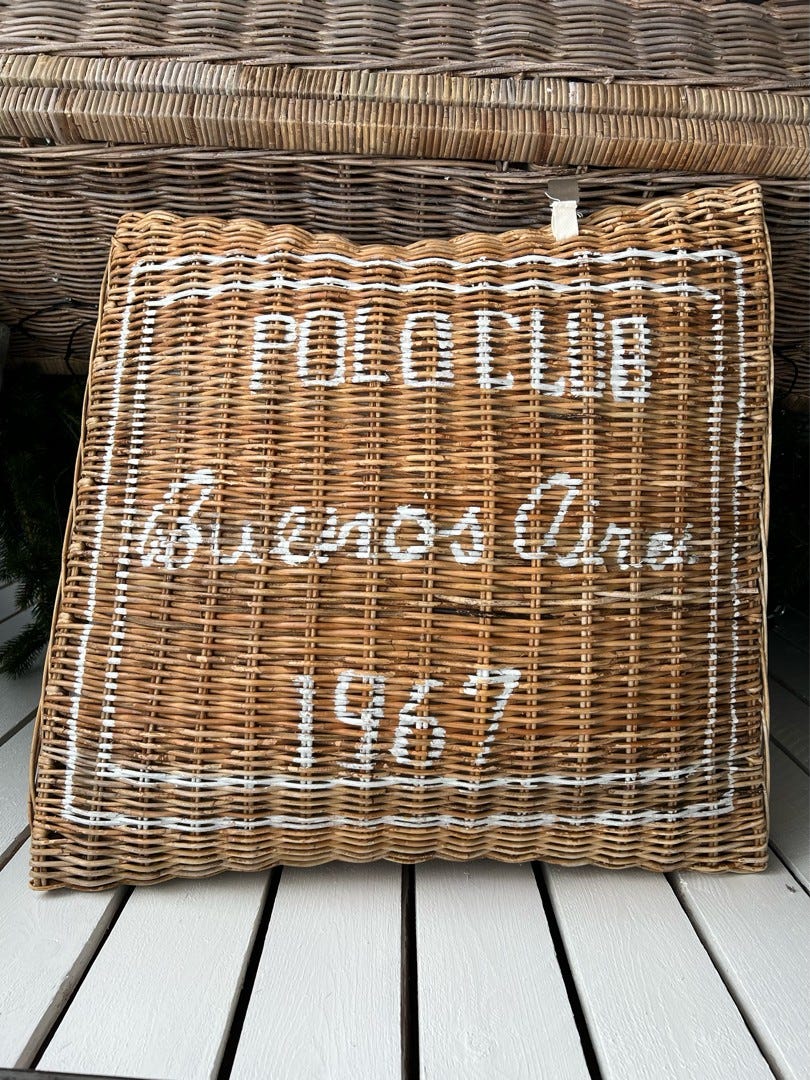 POLO CLUB
Buenos Aires
1967